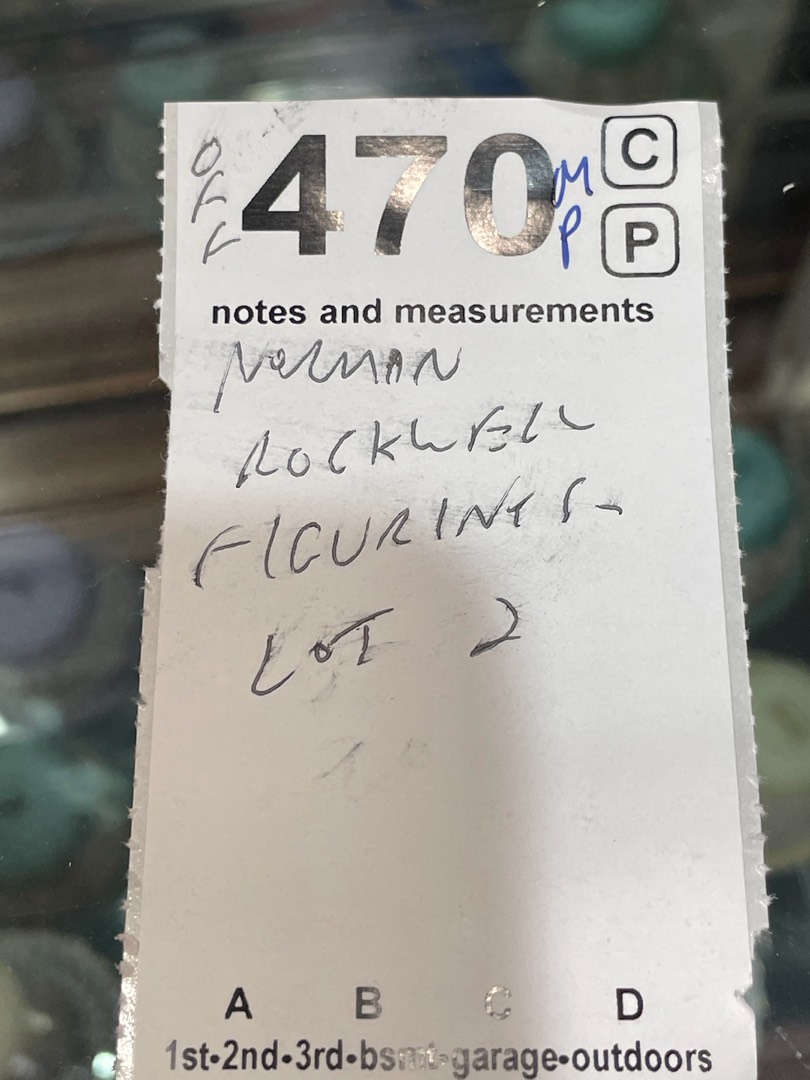 OFF
470
MP
C
P
notes and measurements
NORMAN
ROCKWELL
FIGURINES-
LOT 2
A B C D
1st•2nd•3rd•bsmt•garage•outdoors